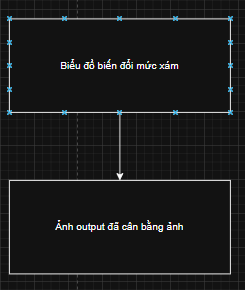 Biểu đồ biến đổi mức xám
Ảnh output đã cân bằng ảnh